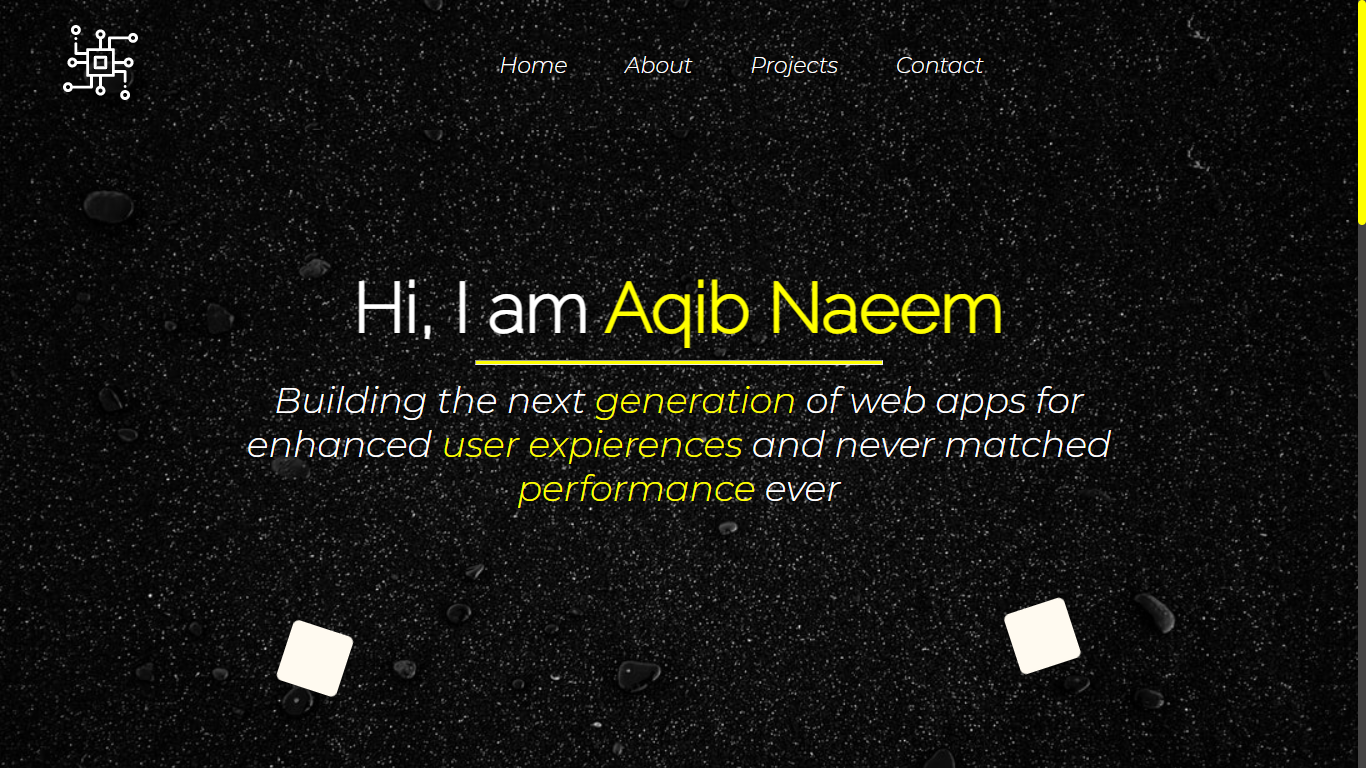 Home About Projects Contact
Hi, I am Aqib Naeem
Building the next generation of web apps for
enhanced user expierences and never matched
performance ever